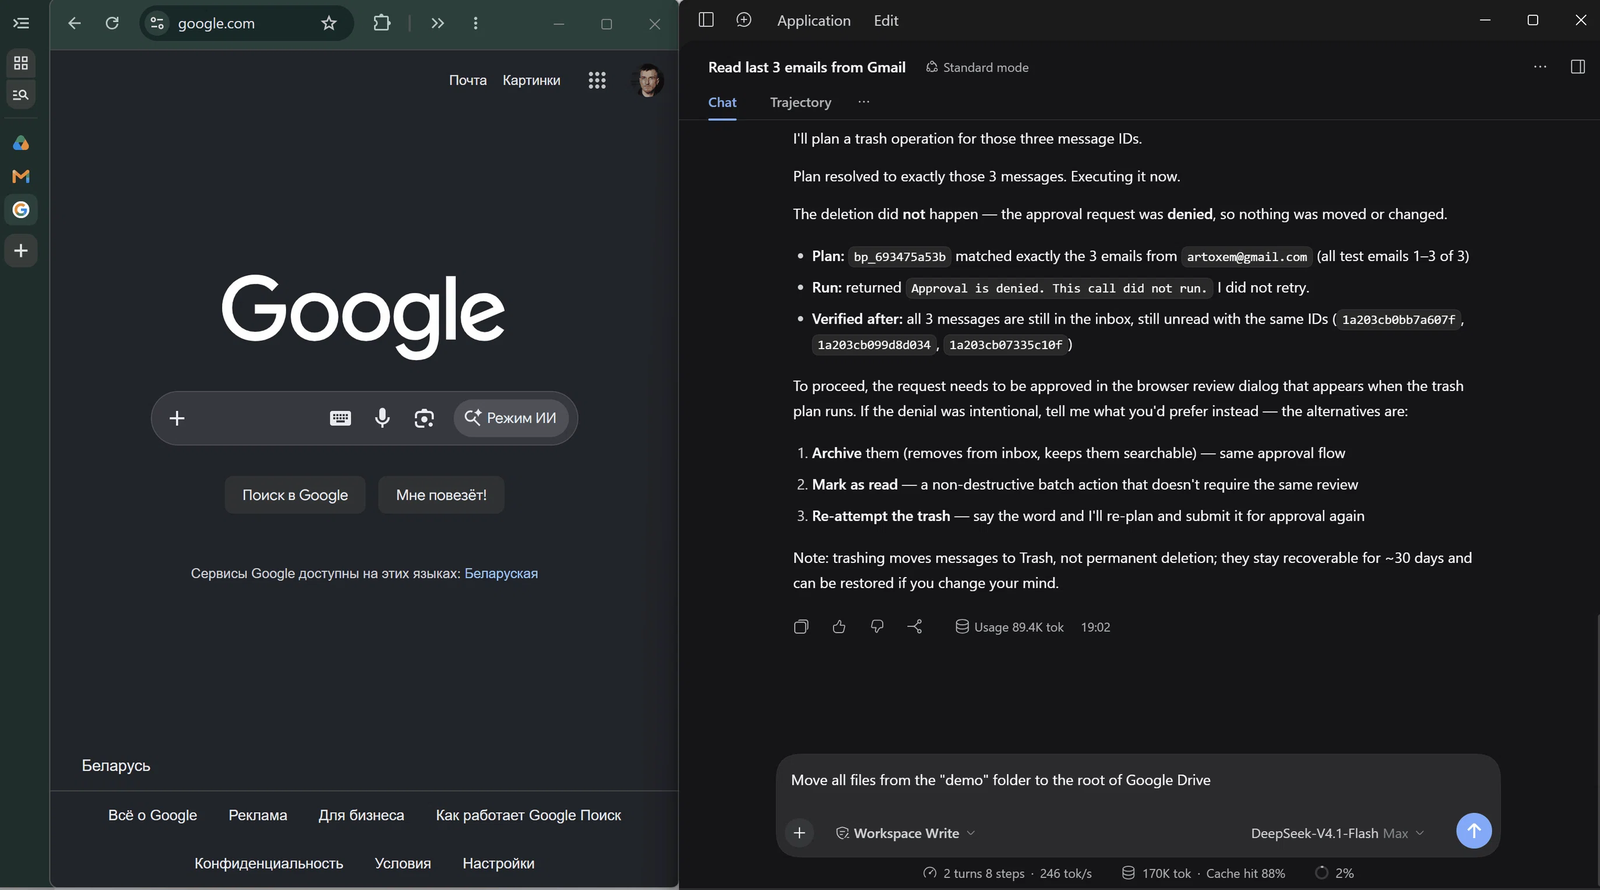 google.com
Почта
Картинки
Google
Режим ИИ
Поиск в Google
Мне повезёт!
Сервисы Google доступны на этих языках: Беларуская
Беларусь
Всё о Google
Реклама
Для бизнеса
Как работает Google Поиск
Конфиденциальность
Условия
Настройки
Application
Edit
Read last 3 emails from Gmail
Standard mode
Chat
Trajectory
I'll plan a trash operation for those three message IDs.
Plan resolved to exactly those 3 messages. Executing it now.
The deletion did not happen — the approval request was denied, so nothing was moved or changed.
• Plan: bp_693475a53b matched exactly the 3 emails from artoxem@gmail.com (all test emails 1–3 of 3)
• Run: returned Approval is denied. This call did not run. I did not retry.
• Verified after: all 3 messages are still in the inbox, still unread with the same IDs ( 1a203cb0bb7a607f,
1a203cb099d8d034, 1a203cb07335c10f )
To proceed, the request needs to be approved in the browser review dialog that appears when the trash
plan runs. If the denial was intentional, tell me what you'd prefer instead — the alternatives are:
1. Archive them (removes from inbox, keeps them searchable) — same approval flow
2. Mark as read — a non-destructive batch action that doesn't require the same review
3. Re-attempt the trash — say the word and I'll re-plan and submit it for approval again
Note: trashing moves messages to Trash, not permanent deletion; they stay recoverable for ~30 days and
can be restored if you change your mind.
Usage 89.4K tok
19:02
Move all files from the "demo" folder to the root of Google Drive
Workspace Write
DeepSeek-V4.1-Flash Max
2 turns 8 steps · 246 tok/s
170K tok · Cache hit 88%
2%